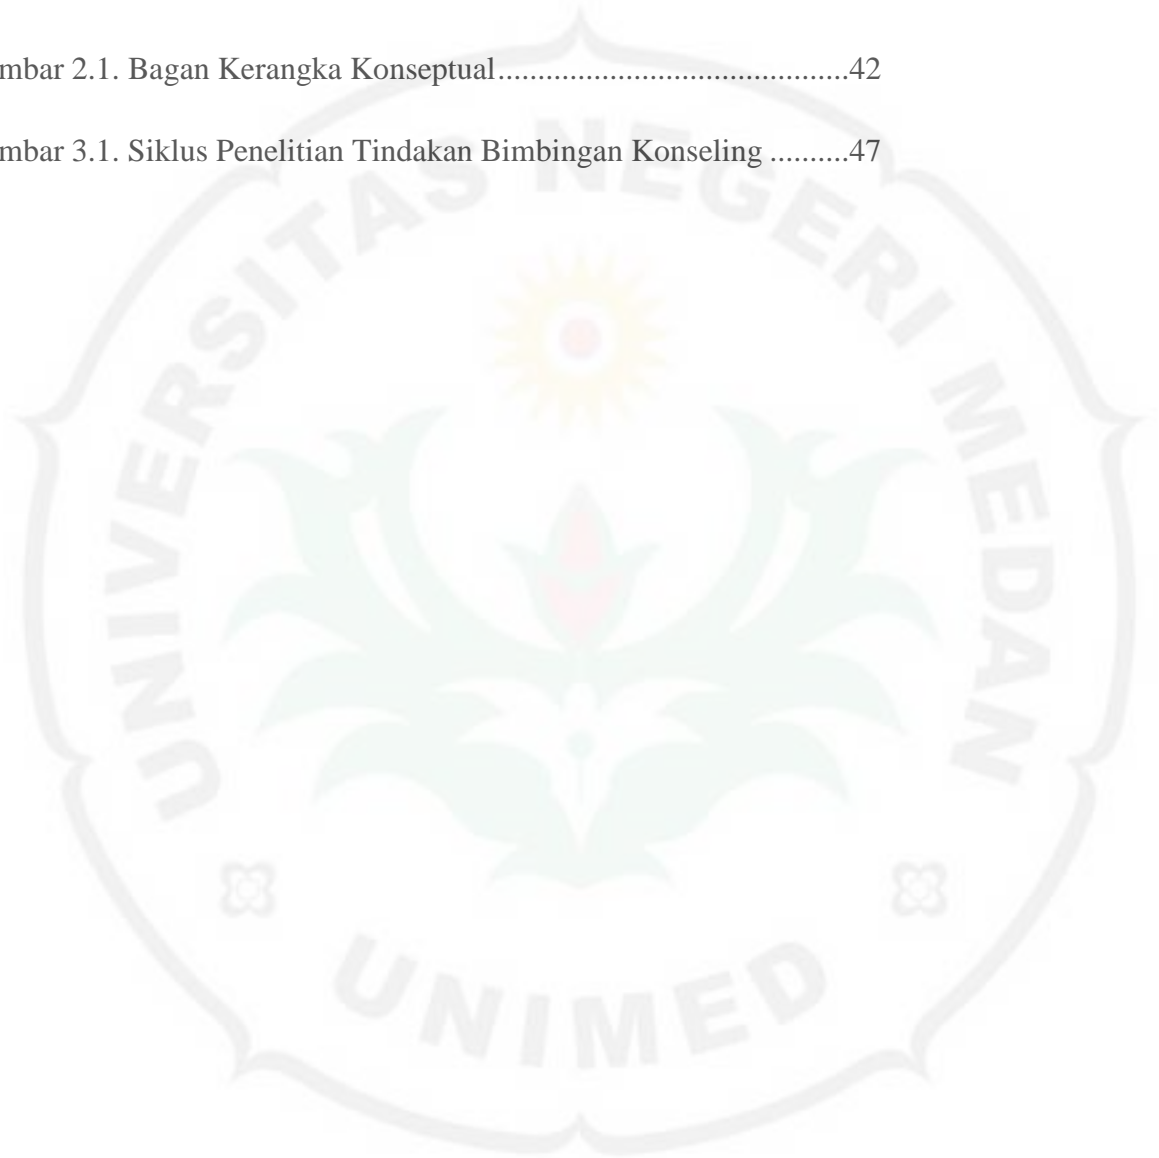 mbar 2.1. Bagan Kerangka Konseptual............................................42
mbar 3.1. Siklus Penelitian Tindakan Bimbingan Konseling ..........47
UNIVERSITAS NEGERI MEDAN
UNIMED